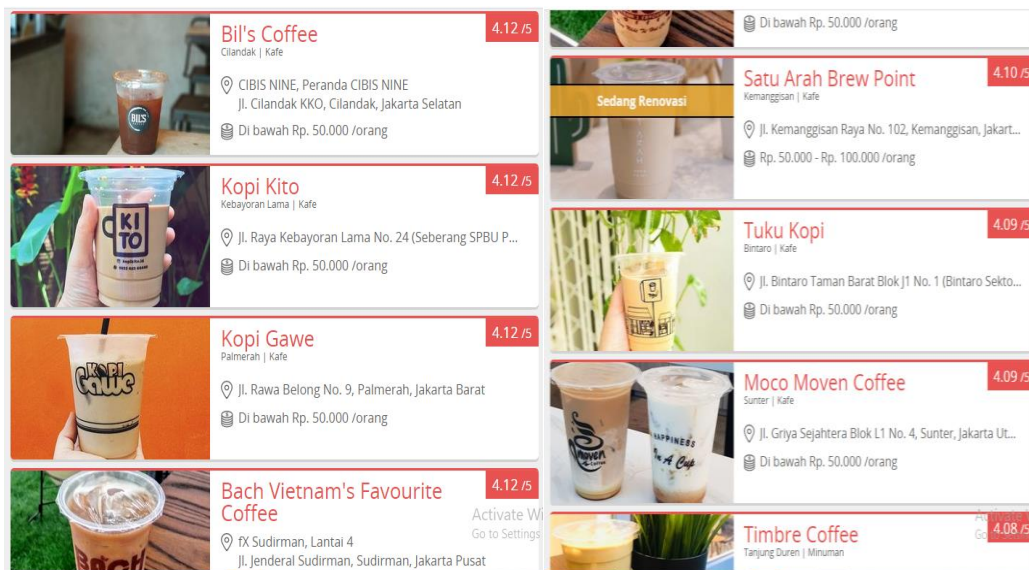 Bil's Coffee
4.12 /5
Cilandak | Kafe
CIBIS NINE, Peranda CIBIS NINE
Jl. Cilandak KKO, Cilandak, Jakarta Selatan
Di bawah Rp. 50.000 /orang
BIL'S
Kopi Kito
4.12 /5
Kebayoran Lama | Kafe
Jl. Raya Kebayoran Lama No. 24 (Seberang SPBU P...
Di bawah Rp. 50.000 /orang
KI
TO
Kopi Gawe
4.12 /5
Palmerah | Kafe
Jl. Rawa Belong No. 9, Palmerah, Jakarta Barat
Di bawah Rp. 50.000 /orang
KOPI
Gawe
Bach Vietnam's Favourite
Coffee
4.12 /5
fX Sudirman, Lantai 4
Jl. Jenderal Sudirman, Sudirman, Jakarta Pusat
Activate Wi
Go to Settings
Di bawah Rp. 50.000 /orang
Satu Arah Brew Point
4.10 /5
Kemanggisan | Kafe
Sedang Renovasi
Jl. Kemanggisan Raya No. 102, Kemanggisan, Jakart...
Rp. 50.000 - Rp. 100.000 /orang
ARAH
Tuku Kopi
4.09 /5
Bintaro | Kafe
Jl. Bintaro Taman Barat Blok J1 No. 1 (Bintaro Sekto...
Di bawah Rp. 50.000 /orang
Moco Moven Coffee
4.09 /5
Sunter | Kafe
Jl. Griya Sejahtera Blok L1 No. 4, Sunter, Jakarta Ut...
Di bawah Rp. 50.000 /orang
moven
Coffee
HAPPINESS
In A Cup
Timbre Coffee
4.08 /5
Tanjung Duren | Minuman